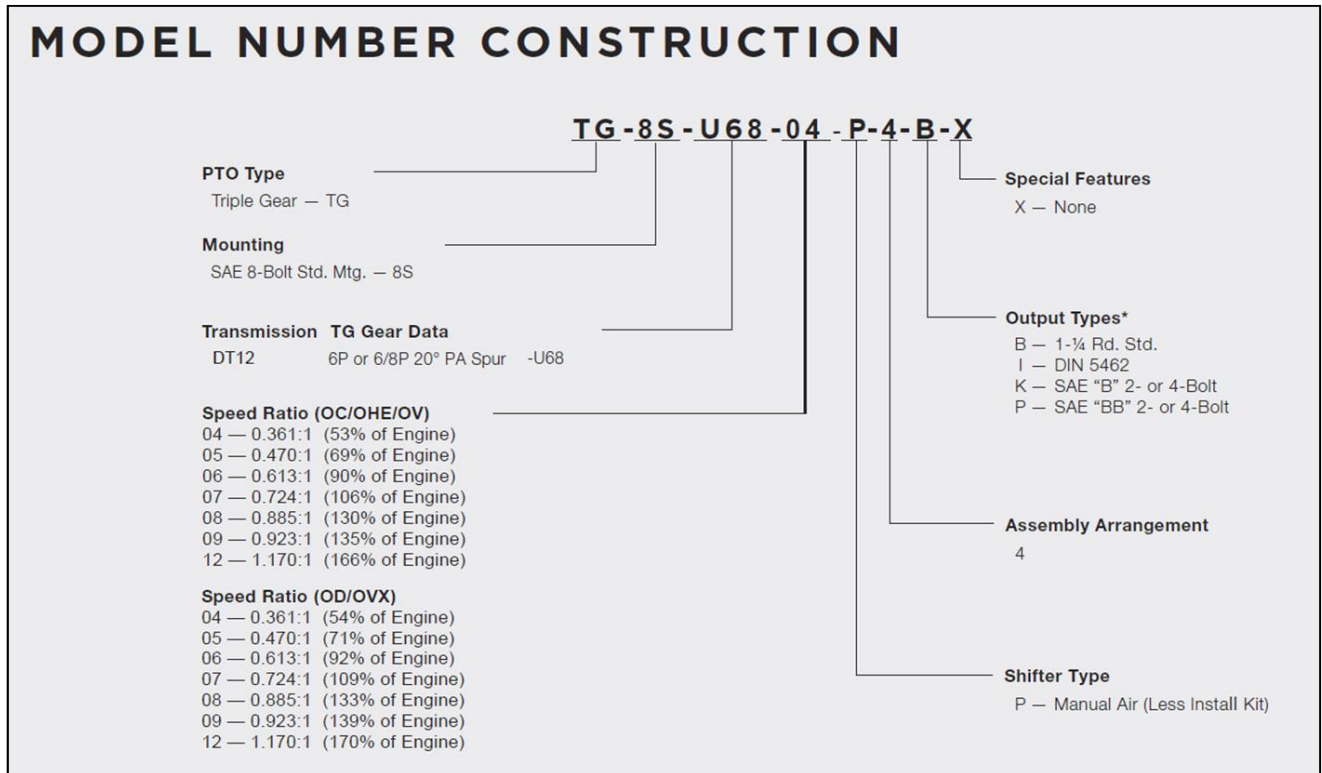 MODEL NUMBER CONSTRUCTION
TG-8S-U68-04-P-4-B-X
PTO Type
Triple Gear — TG
Mounting
SAE 8-Bolt Std. Mtg. — 8S
Transmission TG Gear Data
DT12 6P or 6/8P 20° PA Spur -U68
Speed Ratio (OC/OHE/OV)
04 — 0.361:1 (53% of Engine)
05 — 0.470:1 (69% of Engine)
06 — 0.613:1 (90% of Engine)
07 — 0.724:1 (106% of Engine)
08 — 0.885:1 (130% of Engine)
09 — 0.923:1 (135% of Engine)
12 — 1.170:1 (166% of Engine)
Speed Ratio (OD/OVX)
04 — 0.361:1 (54% of Engine)
05 — 0.470:1 (71% of Engine)
06 — 0.613:1 (92% of Engine)
07 — 0.724:1 (109% of Engine)
08 — 0.885:1 (133% of Engine)
09 — 0.923:1 (139% of Engine)
12 — 1.170:1 (170% of Engine)
Special Features
X — None
Output Types*
B — 1-¼ Rd. Std.
I — DIN 5462
K — SAE “B” 2- or 4-Bolt
P — SAE “BB” 2- or 4-Bolt
Assembly Arrangement
4
Shifter Type
P — Manual Air (Less Install Kit)